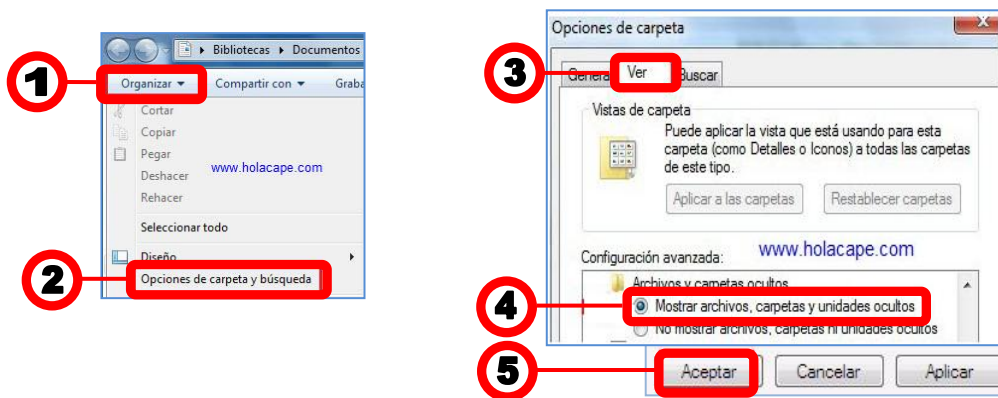 Bibliotecas Documentos
1
Organizar Compartir con Graba
Cortar
Copiar
Pegar
Deshacer
Rehacer
www.holacape.com
Seleccionar todo
Diseño
2
Opciones de carpeta y búsqueda
Opciones de carpeta
X
3
General Ver Buscar
Vistas de carpeta
Puede aplicar la vista que está usando para esta
carpeta (como Detalles o Iconos) a todas las carpetas
de este tipo.
Aplicar a las carpetas Restablecer carpetas
www.holacape.com
Configuración avanzada:
Archivos y carpetas ocultos
4
Mostrar archivos, carpetas y unidades ocultos
No mostrar archivos, carpetas ni unidades ocultos
5
Aceptar Cancelar Aplicar